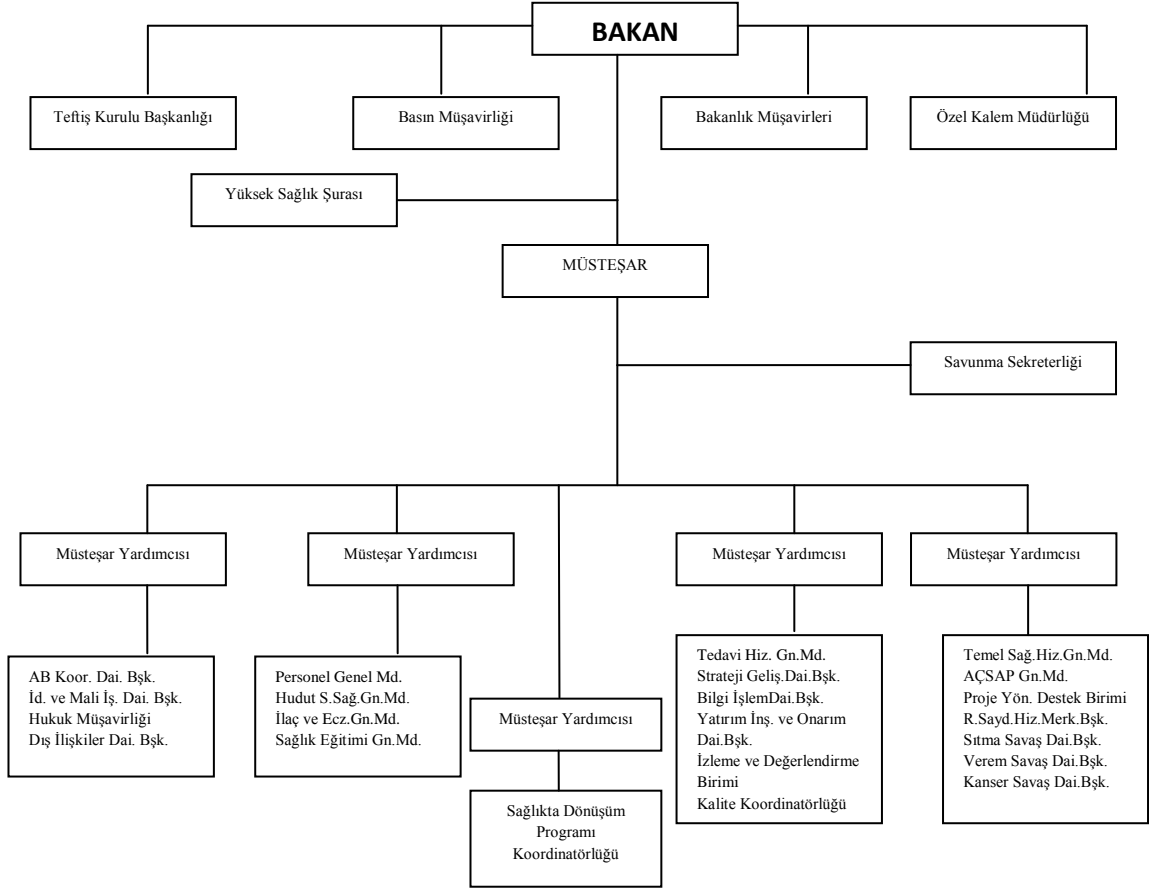 BAKAN
Teftiş Kurulu Başkanlığı
Basın Müşavirliği
Bakanlık Müşavirleri
Özel Kalem Müdürlüğü
Yüksek Sağlık Şurası
MÜSTEŞAR
Savunma Sekreterliği
Müsteşar Yardımcısı
Müsteşar Yardımcısı
Müsteşar Yardımcısı
Müsteşar Yardımcısı
AB Koor. Dai. Bşk.
İd. ve Mali İş. Dai. Bşk.
Hukuk Müşavirliği
Dış İlişkiler Dai. Bşk.
Personel Genel Md.
Hudut S.Sağ.Gn.Md.
İlaç ve Ecz.Gn.Md.
Sağlık Eğitimi Gn.Md.
Müsteşar Yardımcısı
Sağlıkta Dönüşüm
Programı
Koordinatörlüğü
Tedavi Hiz. Gn.Md.
Strateji Geliş.Dai.Bşk.
Bilgi İşlemDai.Bşk.
Yatırım İnş. ve Onarım
Dai.Bşk.
İzleme ve Değerlendirme
Birimi
Kalite Koordinatörlüğü
Temel Sağ.Hiz.Gn.Md.
AÇSAP Gn.Md.
Proje Yön. Destek Birimi
R.Sayd.Hiz.Merk.Bşk.
Sıtma Savaş Dai.Bşk.
Verem Savaş Dai.Bşk.
Kanser Savaş Dai.Bşk.